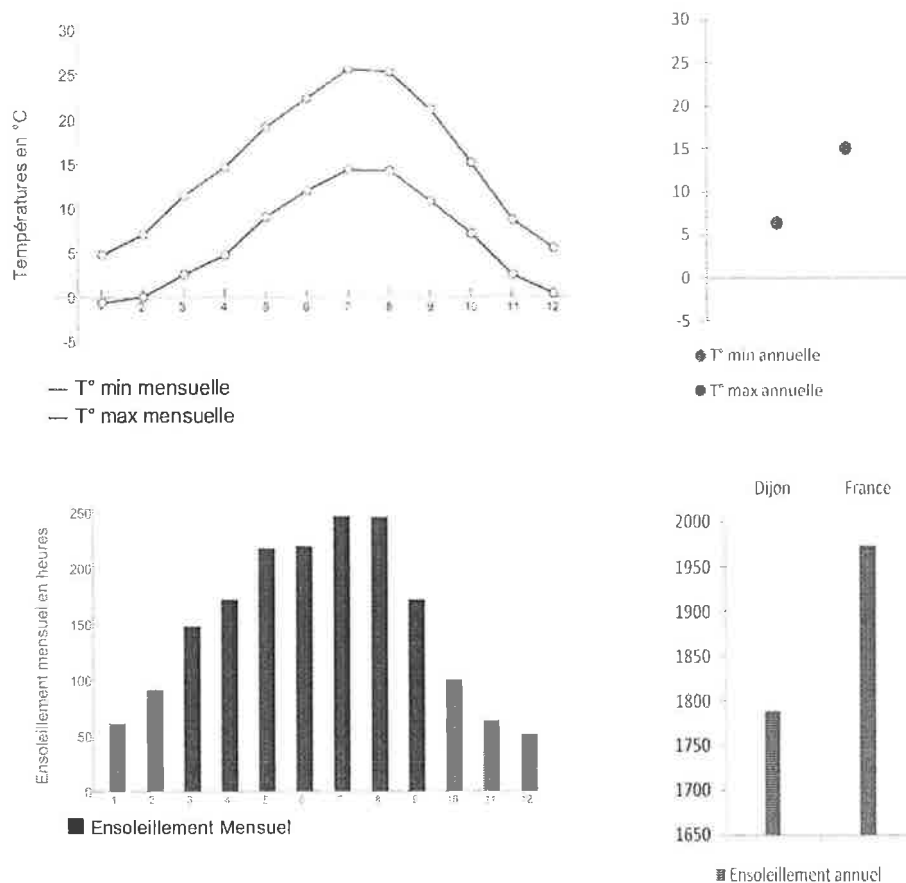 Températures en °C
30
25
20
15
10
5
0
-5
1 2 3 4 5 6 7 8 9 10 11 12
T° min mensuelle
T° max mensuelle
30
25
20
15
10
5
0
-5
T° min annuelle
T° max annuelle
Ensoleillement mensuel en heures
250
200
150
100
50
0
1 2 3 4 5 6 7 8 9 10 11 12
Ensoleillement Mensuel
Dijon France
2000
1950
1900
1850
1800
1750
1700
1650
Ensoleillement annuel